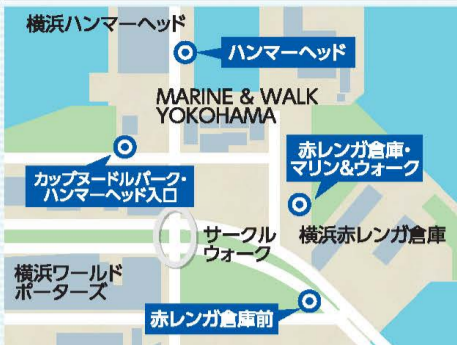 横浜ハンマーヘッド
ハンマーヘッド
MARINE & WALK
YOKOHAMA
カップヌードルパーク・
ハンマーヘッド入口
赤レンガ倉庫・
マリン&ウォーク
サークル
ウォーク
横浜赤レンガ倉庫
横浜ワールド
ポーターズ
赤レンガ倉庫前